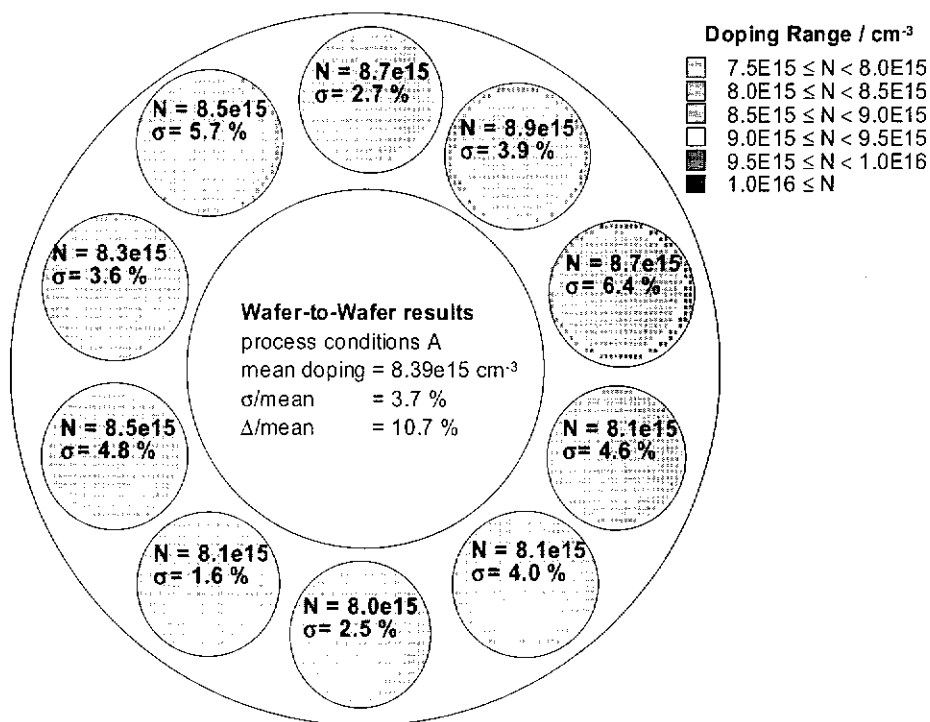 Doping Range / cm-3
7.5E15 ≤ N < 8.0E15
8.0E15 ≤ N < 8.5E15
8.5E15 ≤ N < 9.0E15
9.0E15 ≤ N < 9.5E15
9.5E15 ≤ N < 1.0E16
1.0E16 ≤ N
N = 8.7e15
σ= 2.7 %
N = 8.5e15
σ= 5.7 %
N = 8.9e15
σ= 3.9 %
N = 8.3e15
σ= 3.6 %
N = 8.7e15
σ= 6.4 %
Wafer-to-Wafer results
process conditions A
mean doping = 8.39e15 cm-3
σ/mean = 3.7 %
Δ/mean = 10.7 %
N = 8.5e15
σ= 4.8 %
N = 8.1e15
σ= 4.6 %
N = 8.1e15
σ= 1.6 %
N = 8.1e15
σ= 4.0 %
N = 8.0e15
σ= 2.5 %